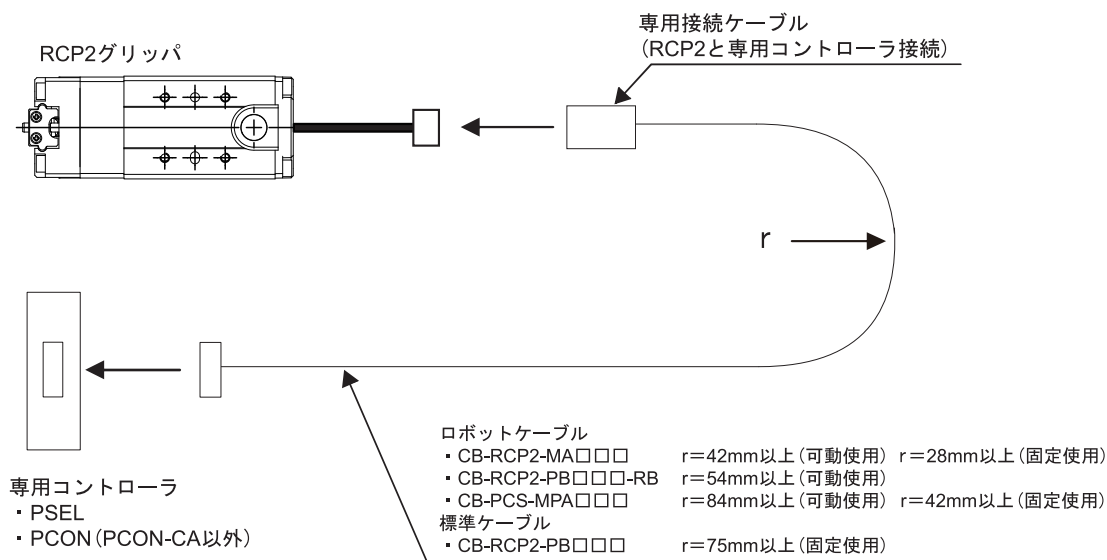 専用接続ケーブル
(RCP2と専用コントローラ接続)
RCP2グリッパ
r
ロボットケーブル
・CB-RCP2-MA□□□ r=42mm以上(可動使用) r=28mm以上(固定使用)
・CB-RCP2-PB□□□-RB r=54mm以上(可動使用)
・CB-PCS-MPA□□□ r=84mm以上(可動使用) r=42mm以上(固定使用)
標準ケーブル
・CB-RCP2-PB□□□ r=75mm以上(固定使用)
専用コントローラ
・PSEL
・PCON(PCON-CA以外)